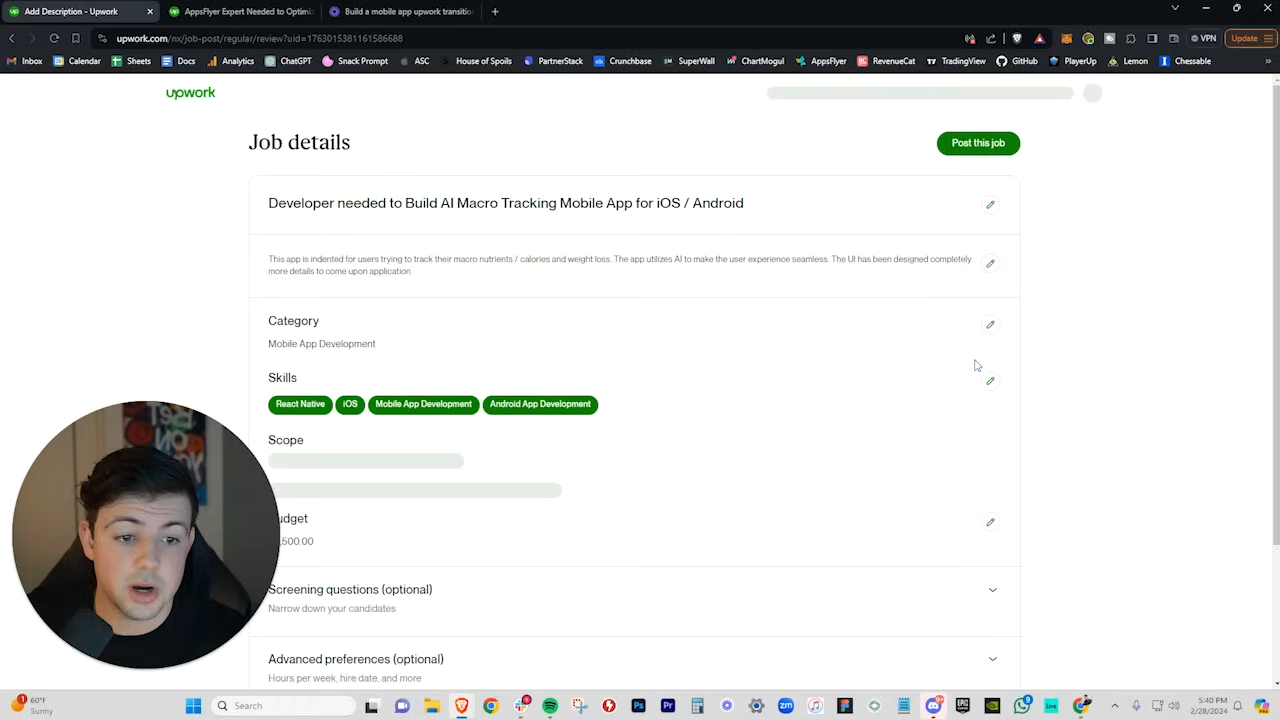 Add Description - Upwork
AppsFlyer Expert Needed to Optimi
Build a mobile app upwork transitio
upwork.com/nx/job-post/regular/review?uid=1763015381161586688
VPN
Update
Inbox
Calendar
Sheets
Docs
Analytics
ChatGPT
Snack Prompt
ASC
House of Spoils
PartnerStack
Crunchbase
SuperWall
ChartMogul
AppsFlyer
RevenueCat
TradingView
GitHub
PlayerUp
Lemon
Chessable
upwork
Job details
Post this job
Developer needed to Build AI Macro Tracking Mobile App for iOS / Android
This app is indented for users trying to track their macro nutrients / calories and weight loss. The app utilizes AI to make the user experience seamless. The UI has been designed completely
more details to come upon application.
Category
Mobile App Development
Skills
React Native
iOS
Mobile App Development
Android App Development
Scope
udget
,500.00
Screening questions (optional)
Narrow down your candidates
Advanced preferences (optional)
Hours per week, hire date, and more
60°F
Sunny
Search
5:40 PM
2/28/2024